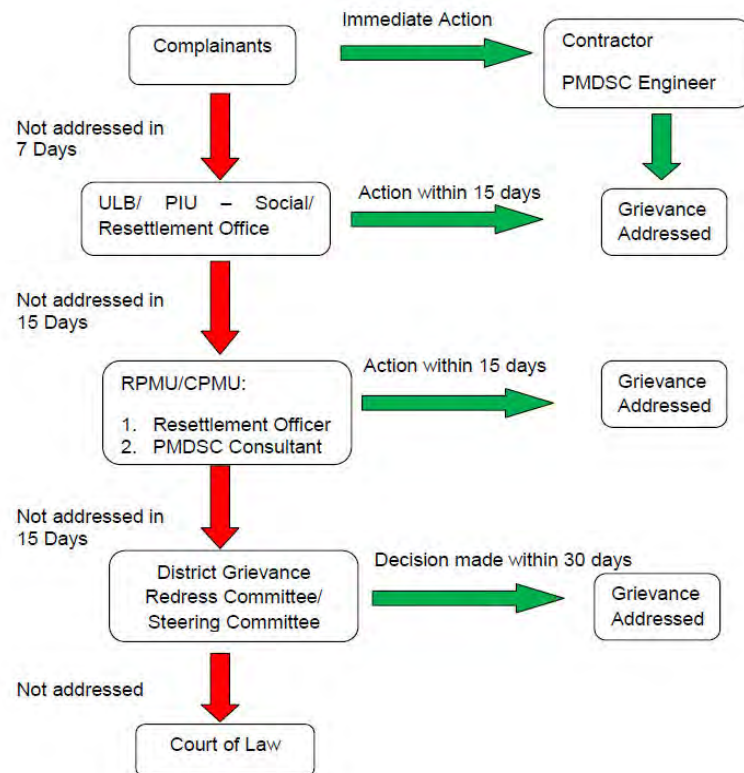 Immediate Action
Complainants
Contractor
PMDSC Engineer
Not addressed in
7 Days
ULB/ PIU – Social/
Resettlement Office
Action within 15 days
Grievance
Addressed
Not addressed in
15 Days
RPMU/CPMU:
1. Resettlement Officer
2. PMDSC Consultant
Action within 15 days
Grievance
Addressed
Not addressed in
15 Days
District Grievance
Redress Committee/
Steering Committee
Decision made within 30 days
Grievance
Addressed
Not addressed
Court of Law